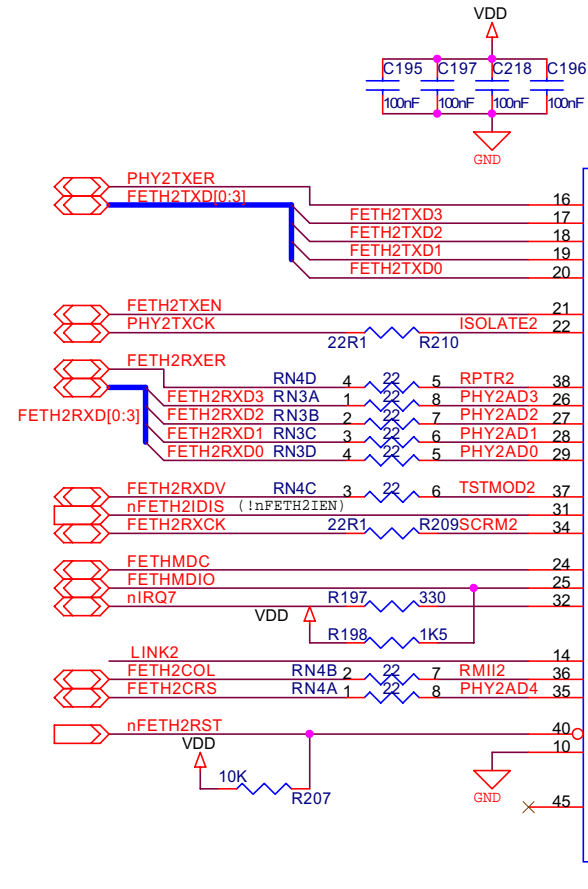 VDD
C195 C197 C218 C196
100nF 100nF 100nF 100nF
GND
PHY2TXER 16
FETH2TXD[0:3]
FETH2TXD3 17
FETH2TXD2 18
FETH2TXD1 19
FETH2TXD0 20
FETH2TXEN 21
PHY2TXCK ISOLATE2 22
22R1 R210
FETH2RXER RN4D 4 22 5 RPTR2 38
FETH2RXD3 RN3A 1 22 8 PHY2AD3 26
FETH2RXD[0:3] FETH2RXD2 RN3B 2 22 7 PHY2AD2 27
FETH2RXD1 RN3C 3 22 6 PHY2AD1 28
FETH2RXD0 RN3D 4 22 5 PHY2AD0 29
FETH2RXDV RN4C 3 22 6 TSTMOD2 37
nFETH2IDIS (!nFETH2IEN) 31
FETH2RXCK 22R1 R209 SCRM2 34
FETHMDC 24
FETHMDIO 25
nIRQ7 R197 330 32
VDD
R198 1K5
LINK2 14
FETH2COL RN4B 2 22 7 RMII2 36
FETH2CRS RN4A 1 22 8 PHY2AD4 35
nFETH2RST 40
VDD 10
10K R207
GND
45